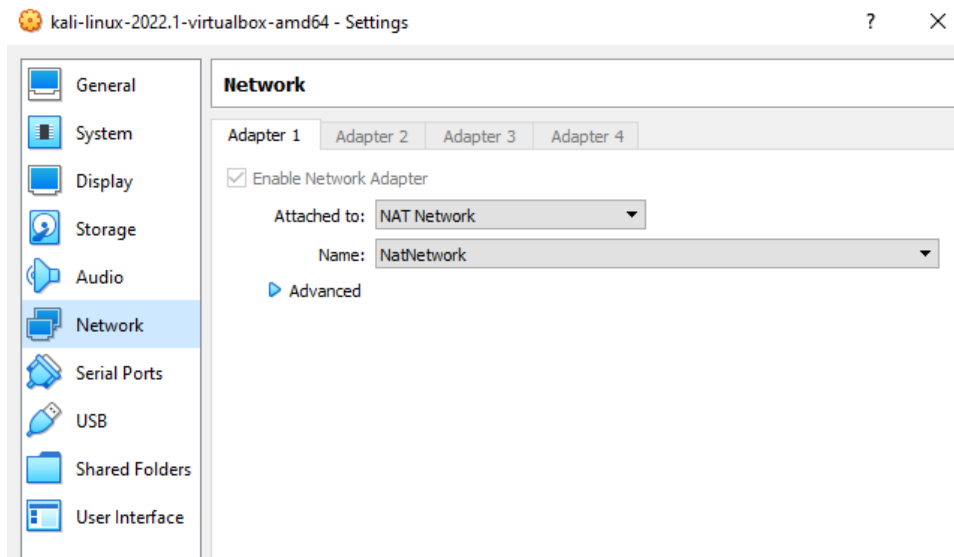 kali-linux-2022.1-virtualbox-amd64 - Settings ? ×
General
System
Display
Storage
Audio
Network
Serial Ports
USB
Shared Folders
User Interface
Network
Adapter 1 Adapter 2 Adapter 3 Adapter 4
Enable Network Adapter
Attached to: NAT Network
Name: NatNetwork
Advanced